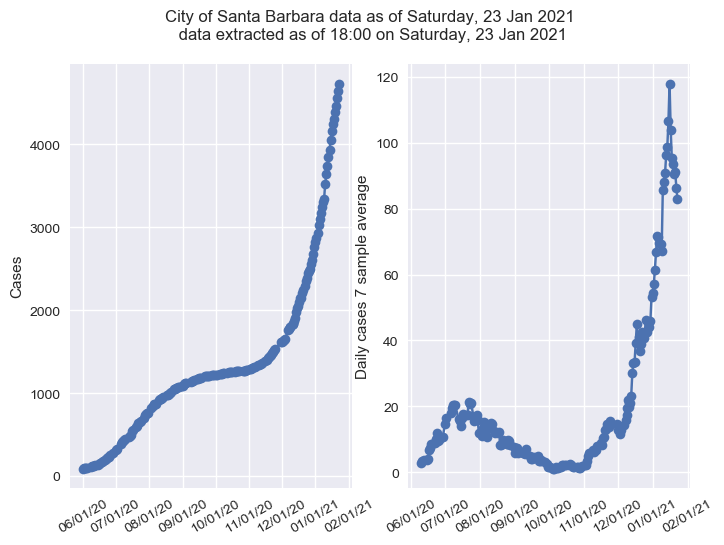 City of Santa Barbara data as of Saturday, 23 Jan 2021
data extracted as of 18:00 on Saturday, 23 Jan 2021
Cases
4000
3000
2000
1000
0
06/01/20 07/01/20 08/01/20 09/01/20 10/01/20 11/01/20 12/01/20 01/01/21 02/01/21
Daily cases 7 sample average
120
100
80
60
40
20
0
06/01/20 07/01/20 08/01/20 09/01/20 10/01/20 11/01/20 12/01/20 01/01/21 02/01/21